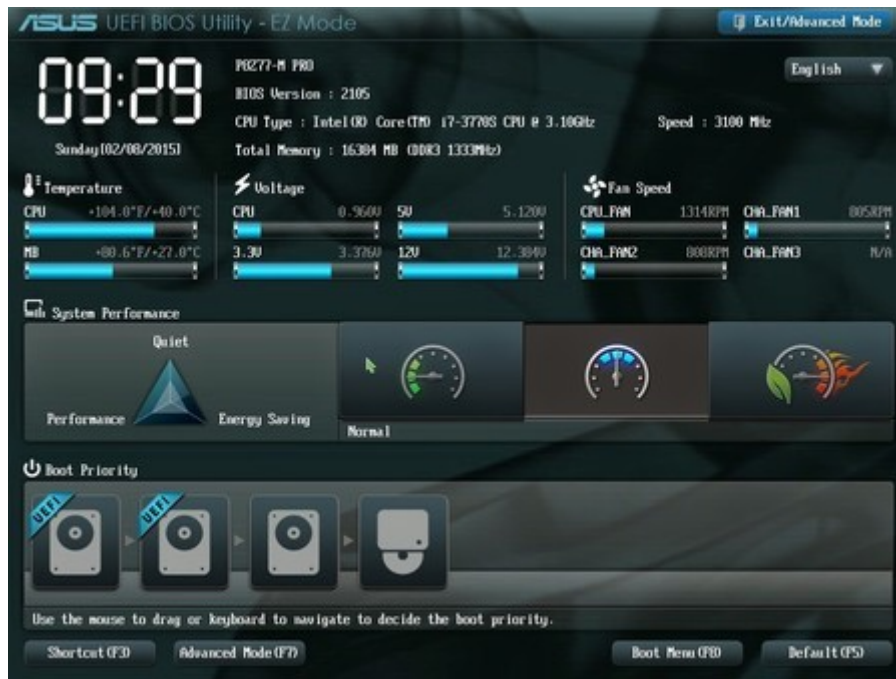 ASUS UEFI BIOS Utility - EZ Mode
Exit/Advanced Mode
09:29
Sunday[02/08/2015]
P8Z77-M PRO
BIOS Version : 2105
CPU Type : Intel(R) Core(TM) i7-3770S CPU @ 3.10GHz
Speed : 3100 MHz
Total Memory : 16384 MB (DDR3 1333MHz)
English
Temperature
CPU +104.0°F/+40.0°C
MB +80.6°F/+27.0°C
Voltage
CPU 0.960V 5V 5.120V
3.3V 3.376V 12V 12.384V
Fan Speed
CPU_FAN 1314RPM CHA_FAN1 805RPM
CHA_FAN2 808RPM CHA_FAN3 N/A
System Performance
Quiet
Performance
Energy Saving
Normal
Boot Priority
UEFI
UEFI
Use the mouse to drag or keyboard to navigate to decide the boot priority.
Shortcut(F3)
Advanced Mode(F7)
Boot Menu(F8)
Default(F5)